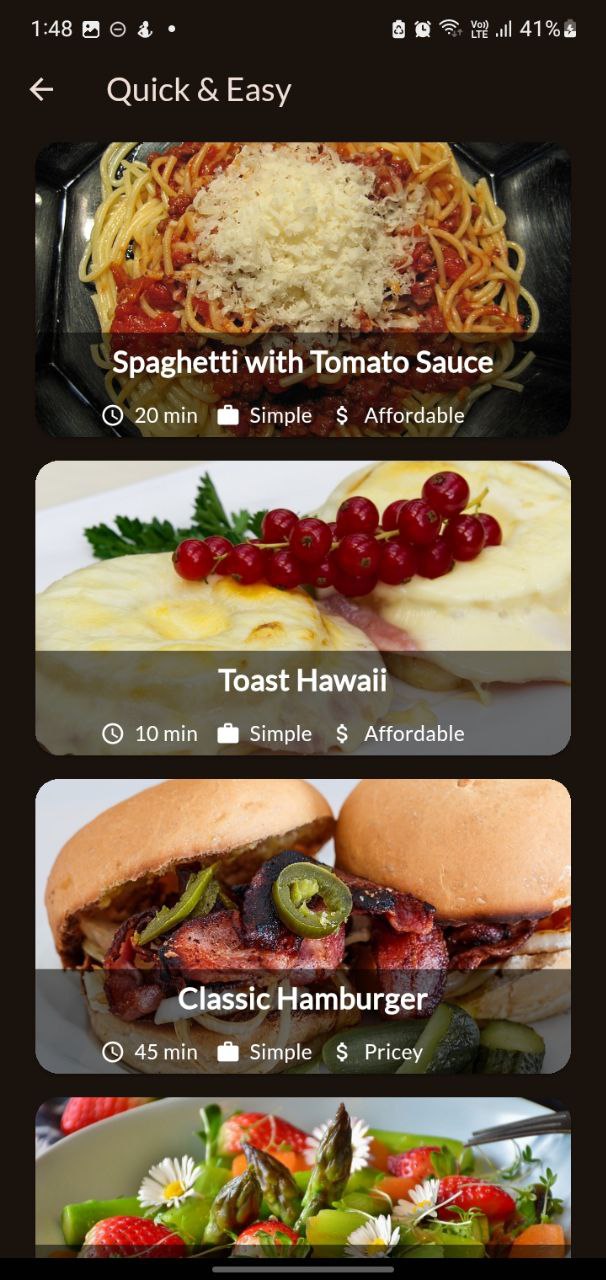 1:48 Vo)) LTE 41%
Quick & Easy
Spaghetti with Tomato Sauce
20 min Simple $ Affordable
Toast Hawaii
10 min Simple $ Affordable
Classic Hamburger
45 min Simple $ Pricey